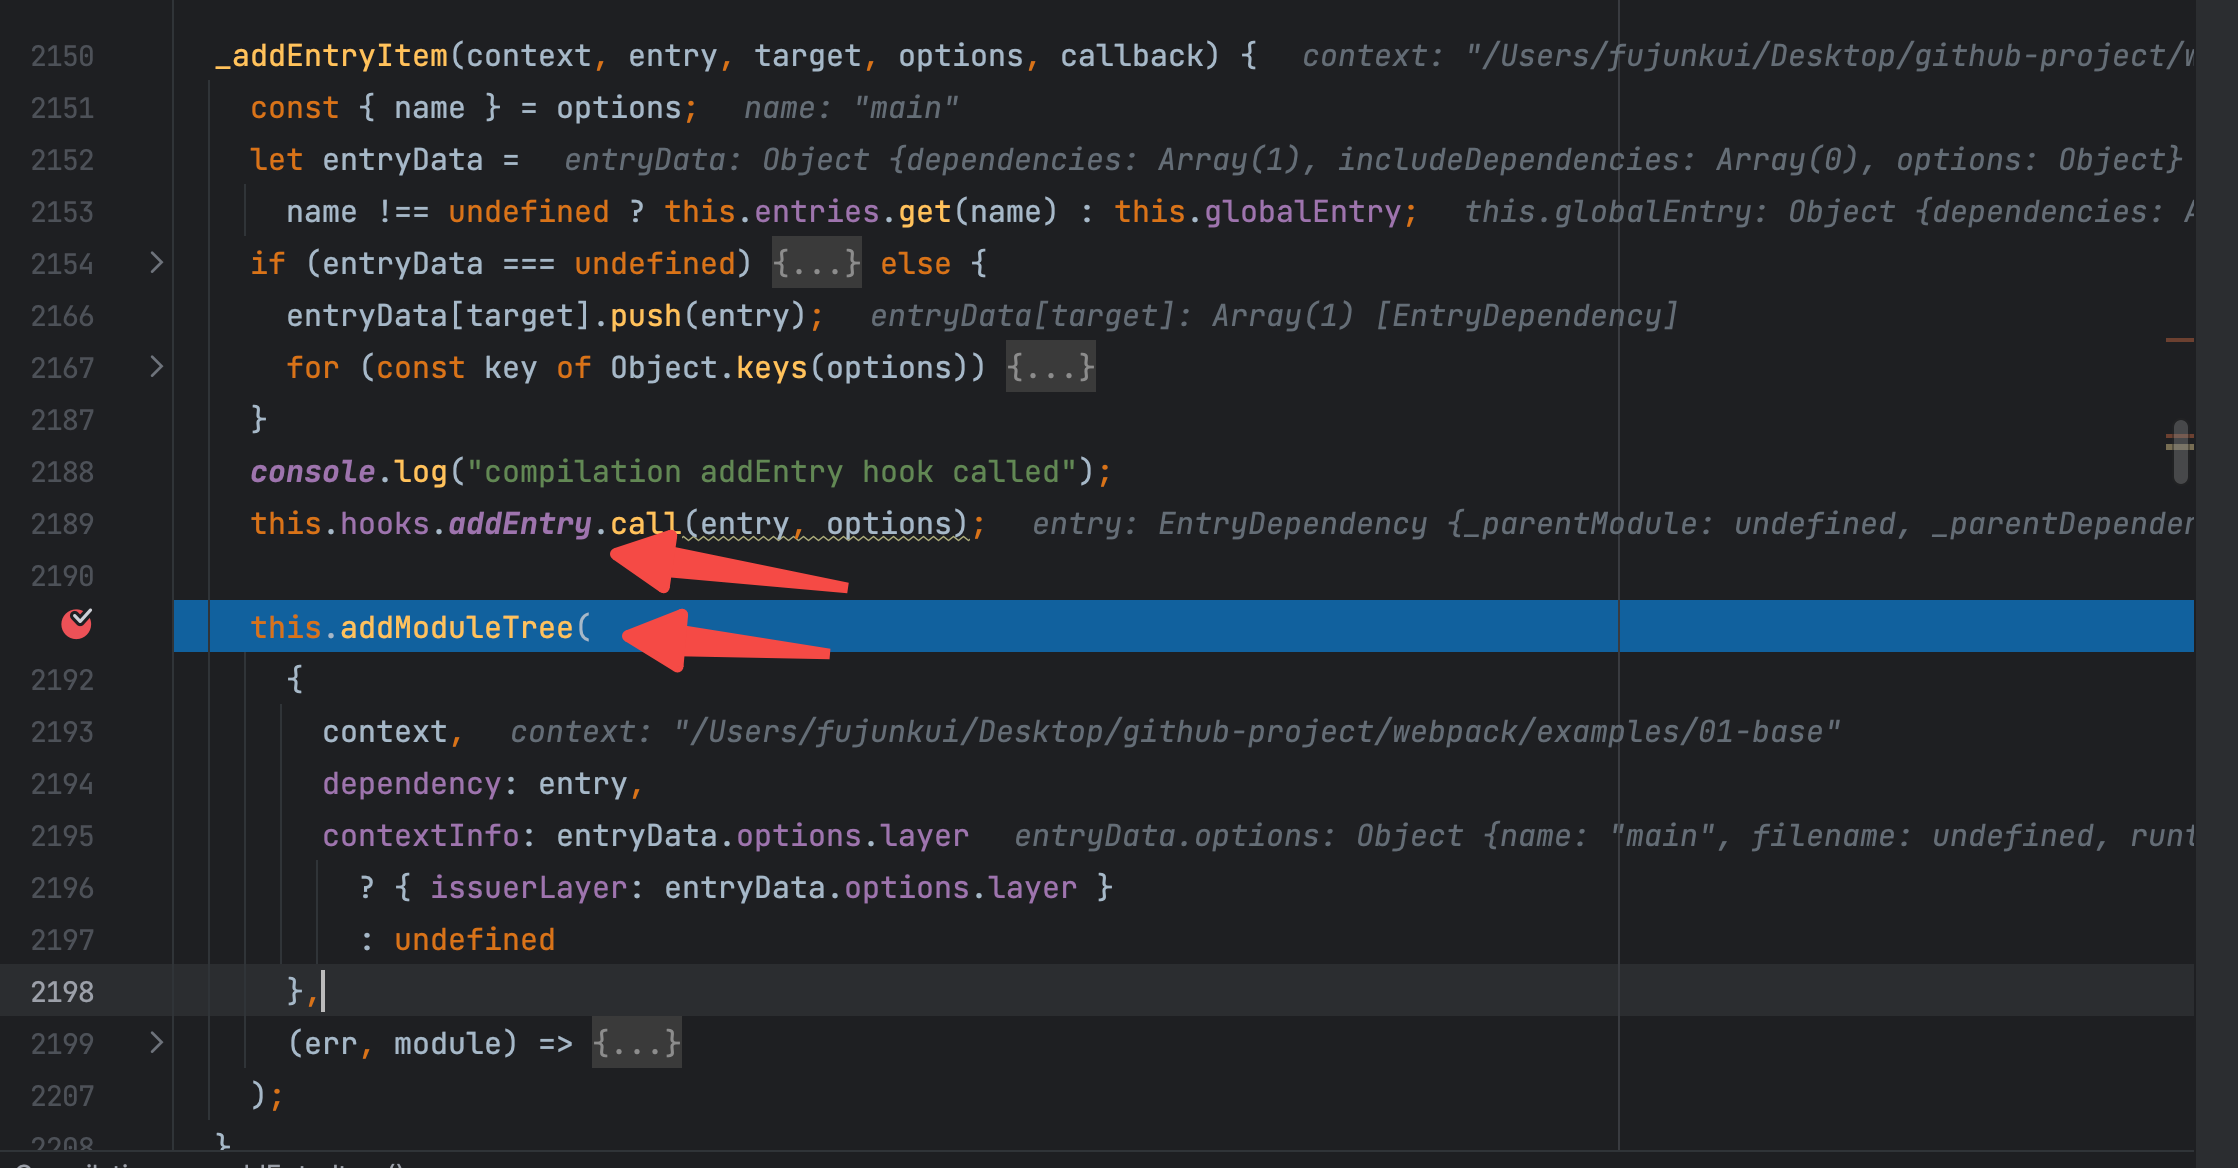 2150 _addEntryItem(context, entry, target, options, callback) { context: "/Users/fujunkui/Desktop/github-project/
2151 const { name } = options; name: "main"
2152 let entryData = entryData: Object {dependencies: Array(1), includeDependencies: Array(0), options: Object}
2153 name !== undefined ? this.entries.get(name) : this.globalEntry; this.globalEntry: Object {dependencies:
2154 if (entryData === undefined) {...} else {
2166 entryData[target].push(entry); entryData[target]: Array(1) [EntryDependency]
2167 for (const key of Object.keys(options)) {...}
2187 }
2188 console.log("compilation addEntry hook called");
2189 this.hooks.addEntry.call(entry, options); entry: EntryDependency {_parentModule: undefined, _parentDepender
2190
this.addModuleTree(
2192 {
2193 context, context: "/Users/fujunkui/Desktop/github-project/webpack/examples/01-base"
2194 dependency: entry,
2195 contextInfo: entryData.options.layer entryData.options: Object {name: "main", filename: undefined, runt
2196 ? { issuerLayer: entryData.options.layer }
2197 : undefined
2198 },
2199 (err, module) => {...}
2207 );
2208 }